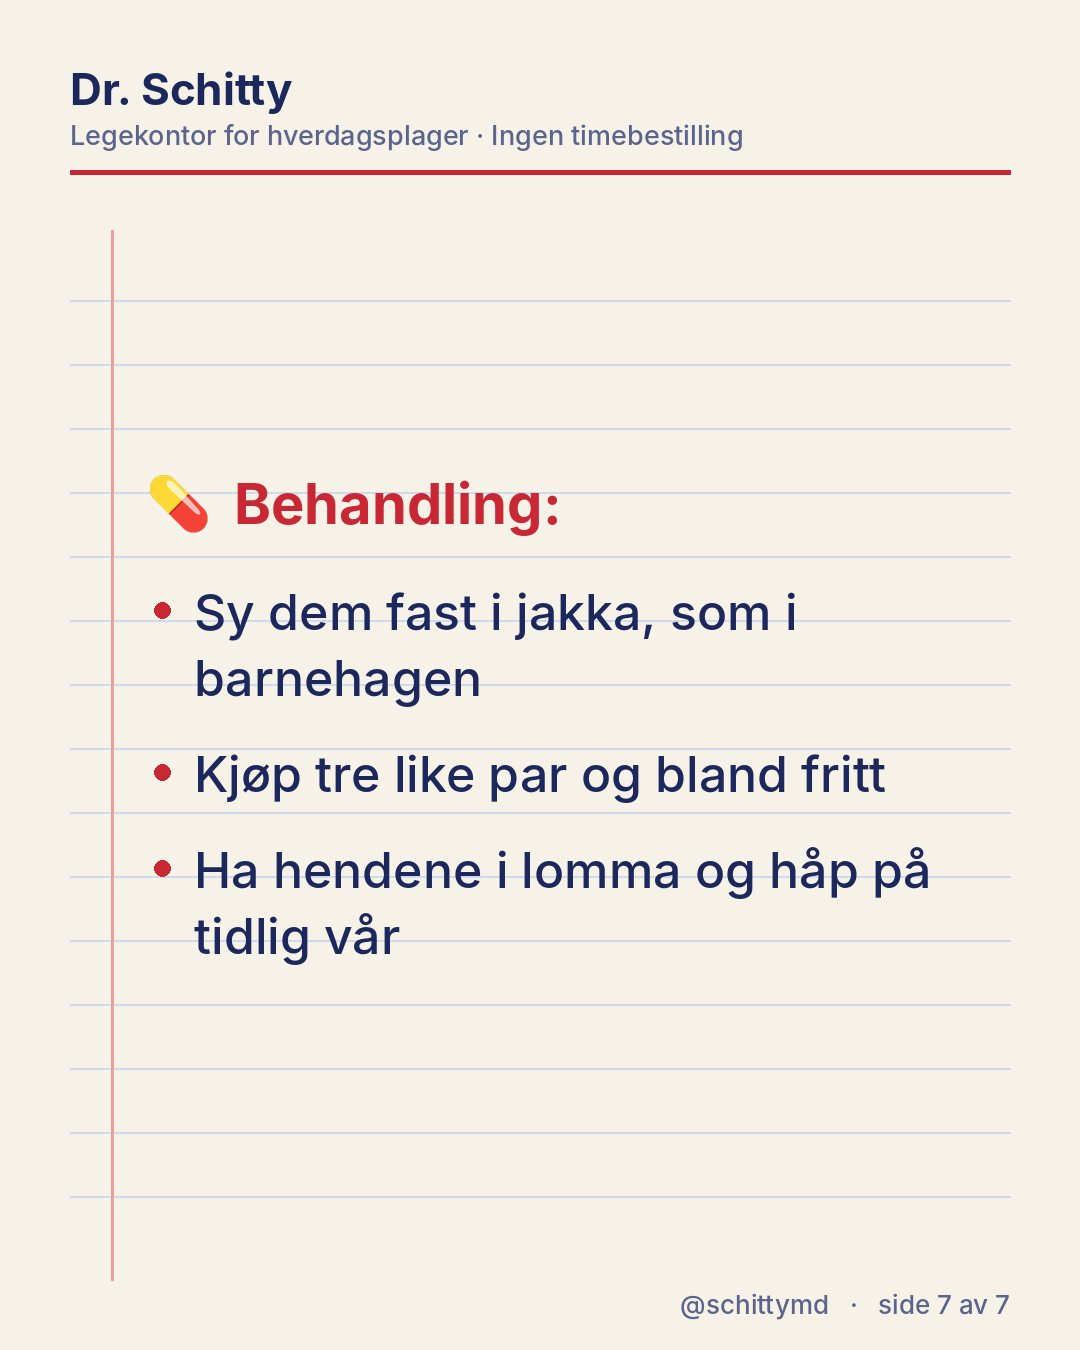 Dr. Schitty
Legekontor for hverdagsplager · Ingen timebestilling
Behandling:
• Sy dem fast i jakka, som i
barnehagen
• Kjøp tre like par og bland fritt
• Ha hendene i lomma og håp på
tidlig vår
@schittymd · side 7 av 7